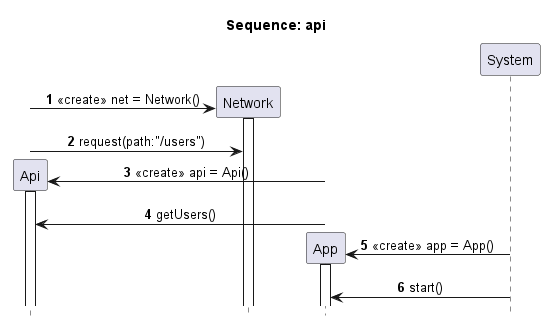 Sequence: api
System
1 «create» net = Network()
Network
2 request(path:"/users")
Api
3 «create» api = Api()
4 getUsers()
App
5 «create» app = App()
6 start()